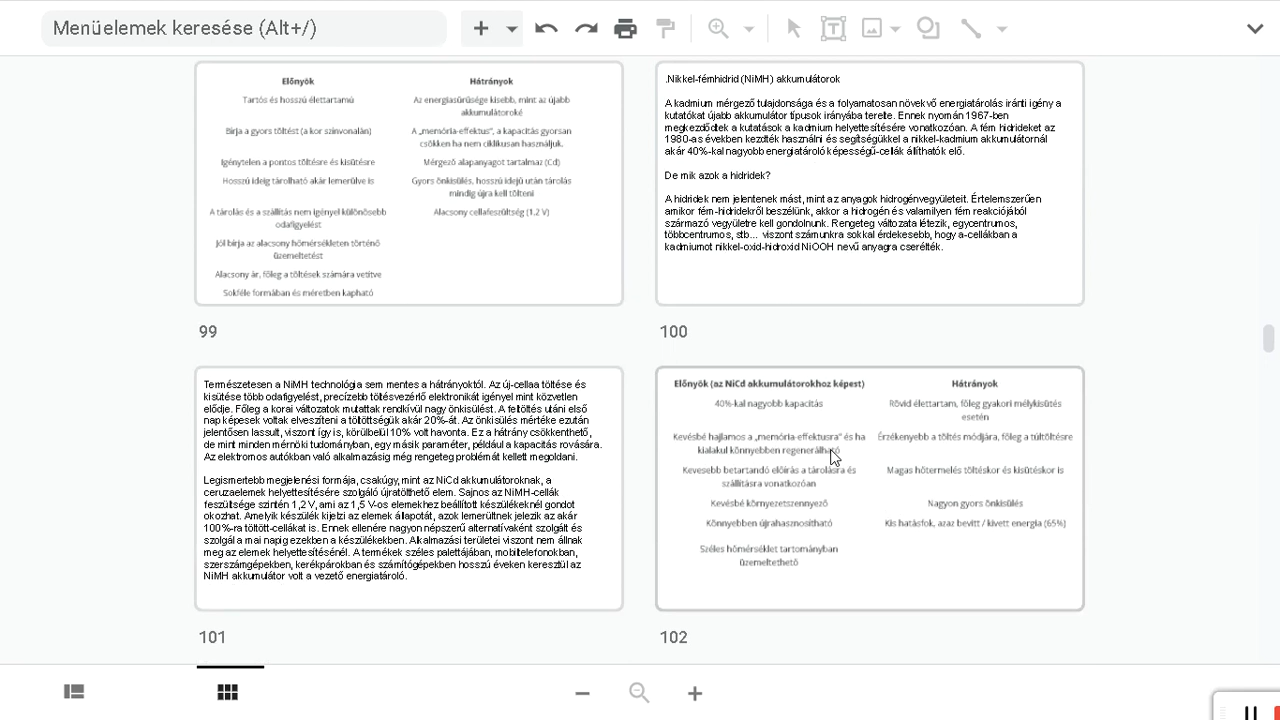 Menüelemek keresése (Alt+/)
Előnyök
Hátrányok
Tartós és hosszú élettartamú
Az energiasűrűsége kisebb, mint az újabb
akkumulátoroké
Bírja a gyors töltést (a kor színvonalán)
A „memória-effektus”, a kapacitás gyorsan
csökken ha nem ciklikusan használjuk.
Igénytelen a pontos töltésre és kisütésre
Mérgező alapanyagot tartalmaz (Cd)
Hosszú ideig tárolható akár lemerülve is
Gyors önkisülés, hosszú idejű után tárolás
mindig újra kell tölteni
A tárolás és a szállítás nem igényel különösebb
odafigyelést
Alacsony cellafeszültség (1,2 V)
Jól bírja az alacsony hőmérsékleten történő
üzemeltetést
Alacsony ár, főleg a töltések számára vetítve
Sokféle formában és méretben kapható
99
.Nikkel-fémhidrid (NiMH) akkumulátorok
A kadmium mérgező tulajdonsága és a folyamatosan növekvő energiatárolás iránti igény a
kutatókat újabb akkumulátor típusok irányába terelte. Ennek nyomán 1967-ben
megkezdődtek a kutatások a kadmium helyettesítésére vonatkozóan. A fém hidrideket az
1980-as években kezdték használni és segítségükkel a nikkel-kadmium akkumulátornál
akár 40%-kal nagyobb energiatároló képességű-cellák állíthatók elő.
De mik azok a hidridek?
A hidridek nem jelentenek mást, mint az anyagok hidrogénvegyületeit. Értelemszerűen
amikor fém-hidridekről beszélünk, akkor a hidrogén és valamilyen fém reakciójából
származó vegyületre kell gondolnunk. Rengeteg változata létezik, egycentrumos,
többcentrumos, stb... viszont számunkra sokkal érdekesebb, hogy a-cellákban a
kadmiumot nikkel-oxid-hidroxid NiOOH nevű anyagra cserélték.
100
Természetesen a NiMH technológia sem mentes a hátrányoktól. Az új-cellaa töltése és
kisütése több odafigyelést, precízebb töltésvezérlő elektronikát igényel mint közvetlen
elődje. Főleg a korai változatok mutattak rendkívül nagy önkisülést. A feltöltés utáni első
nap képesek voltak elveszíteni a töltöttségük akár 20%-át. Az önkisülés mértéke ezután
jelentősen lassult, viszont így is, körülbelül 10% volt havonta. Ez a hátrány csökkenthető,
de mint minden mérnöki tudományban, egy másik paraméter, például a kapacitás rovására.
Az elektromos autókban való alkalmazásig még rengeteg problémát kellett megoldani.
Legismertebb megjelenési formája, csakúgy, mint az NiCd akkumulátoroknak, a
ceruzaelemek helyettesítésére szolgáló újratölthető elem. Sajnos az NiMH-cellák
feszültsége szintén 1,2 V, ami az 1,5 V-os elemekhez beállított készülékeknél gondot
okozhat. Amelyik készülék kijelzi az elemek állapotát, azok lemerültnek jelezik az akár
100%-ra töltött-cellákat is. Ennek ellenére nagyon népszerű alternatívaként szolgált és
szolgál a mai napig ezekben a készülékekben. Alkalmazási területei viszont nem állnak
meg az elemek helyettesítésénél. A termékek széles palettájában, mobiltelefonokban,
szerszámgépekben, kerékpárokban és számítógépekben hosszú éveken keresztül az
NiMH akkumulátor volt a vezető energiatároló.
101
Előnyök (az NiCd akkumulátorokhoz képest)
Hátrányok
40%-kal nagyobb kapacitás
Rövid élettartam, főleg gyakori mélykisütés
esetén
Kevésbé hajlamos a „memória-effektusra” és ha
kialakul könnyebben regenerálható
Érzékenyebb a töltés módjára, főleg a túltöltésre
Kevesebb betartandó előírás a tárolásra és
szállításra vonatkozóan
Magas hőtermelés töltéskor és kisütéskor is
Kevésbé környezetszennyező
Nagyon gyors önkisülés
Könnyebben újrahasznosítható
Kis hatásfok, azaz bevitt / kivett energia (65%)
Széles hőmérséklet tartományban
üzemeltethető
102